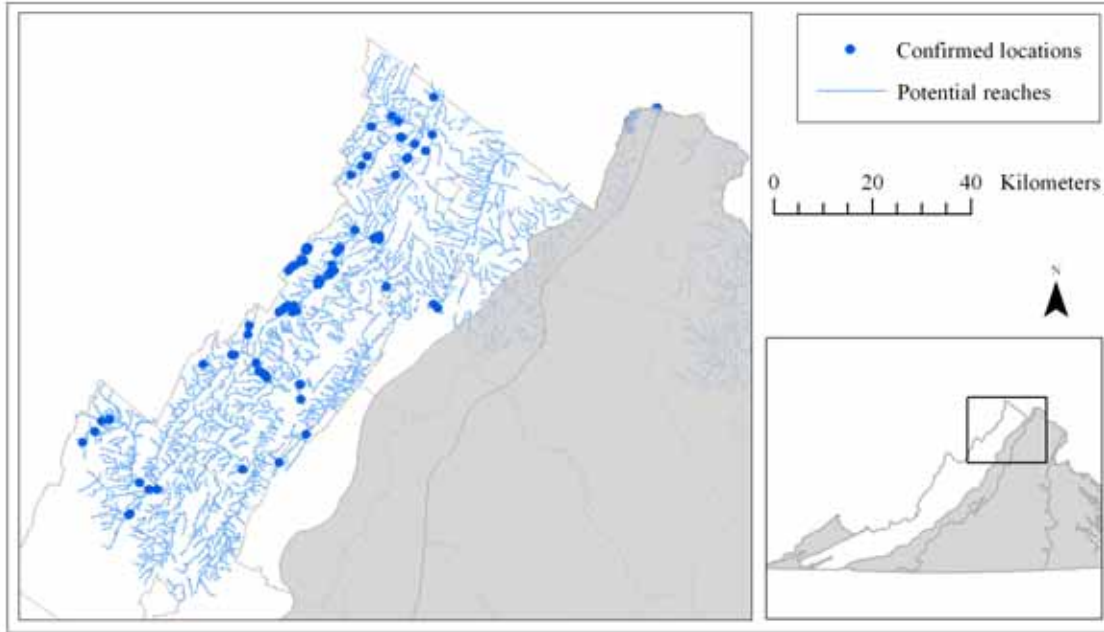 Confirmed locations
Potential reaches
0 20 40 Kilometers
N